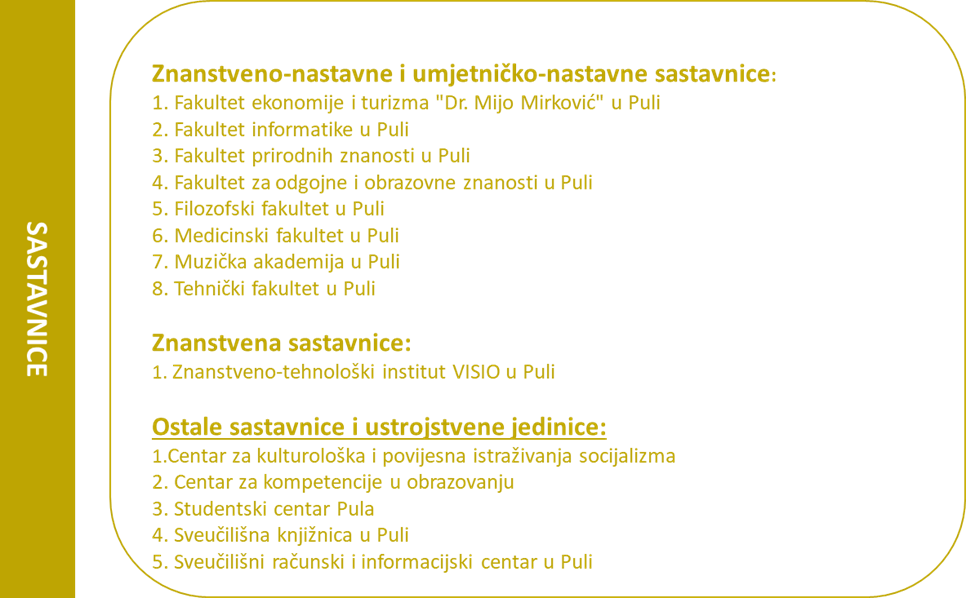 SASTAVNICE
Znanstveno-nastavne i umjetničko-nastavne sastavnice:
1. Fakultet ekonomije i turizma "Dr. Mijo Mirković" u Puli
2. Fakultet informatike u Puli
3. Fakultet prirodnih znanosti u Puli
4. Fakultet za odgojne i obrazovne znanosti u Puli
5. Filozofski fakultet u Puli
6. Medicinski fakultet u Puli
7. Muzička akademija u Puli
8. Tehnički fakultet u Puli
Znanstvena sastavnice:
1. Znanstveno-tehnološki institut VISIO u Puli
Ostale sastavnice i ustrojstvene jedinice:
1.Centar za kulturološka i povijesna istraživanja socijalizma
2. Centar za kompetencije u obrazovanju
3. Studentski centar Pula
4. Sveučilišna knjižnica u Puli
5. Sveučilišni računski i informacijski centar u Puli